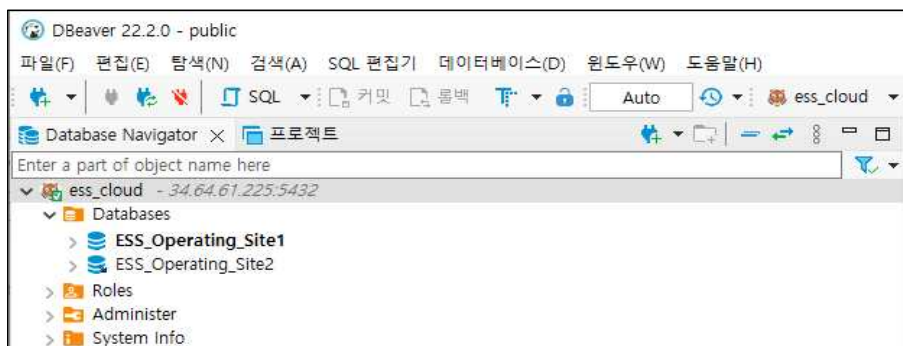 DBeaver 22.2.0 - public
파일(F) 편집(E) 탐색(N) 검색(A) SQL 편집기 데이터베이스(D) 윈도우(W) 도움말(H)
SQL 커밋 롤백 Auto ess_cloud
Database Navigator 프로젝트
Enter a part of object name here
ess_cloud - 34.64.61.225:5432
Databases
ESS_Operating_Site1
ESS_Operating_Site2
Roles
Administer
System Info